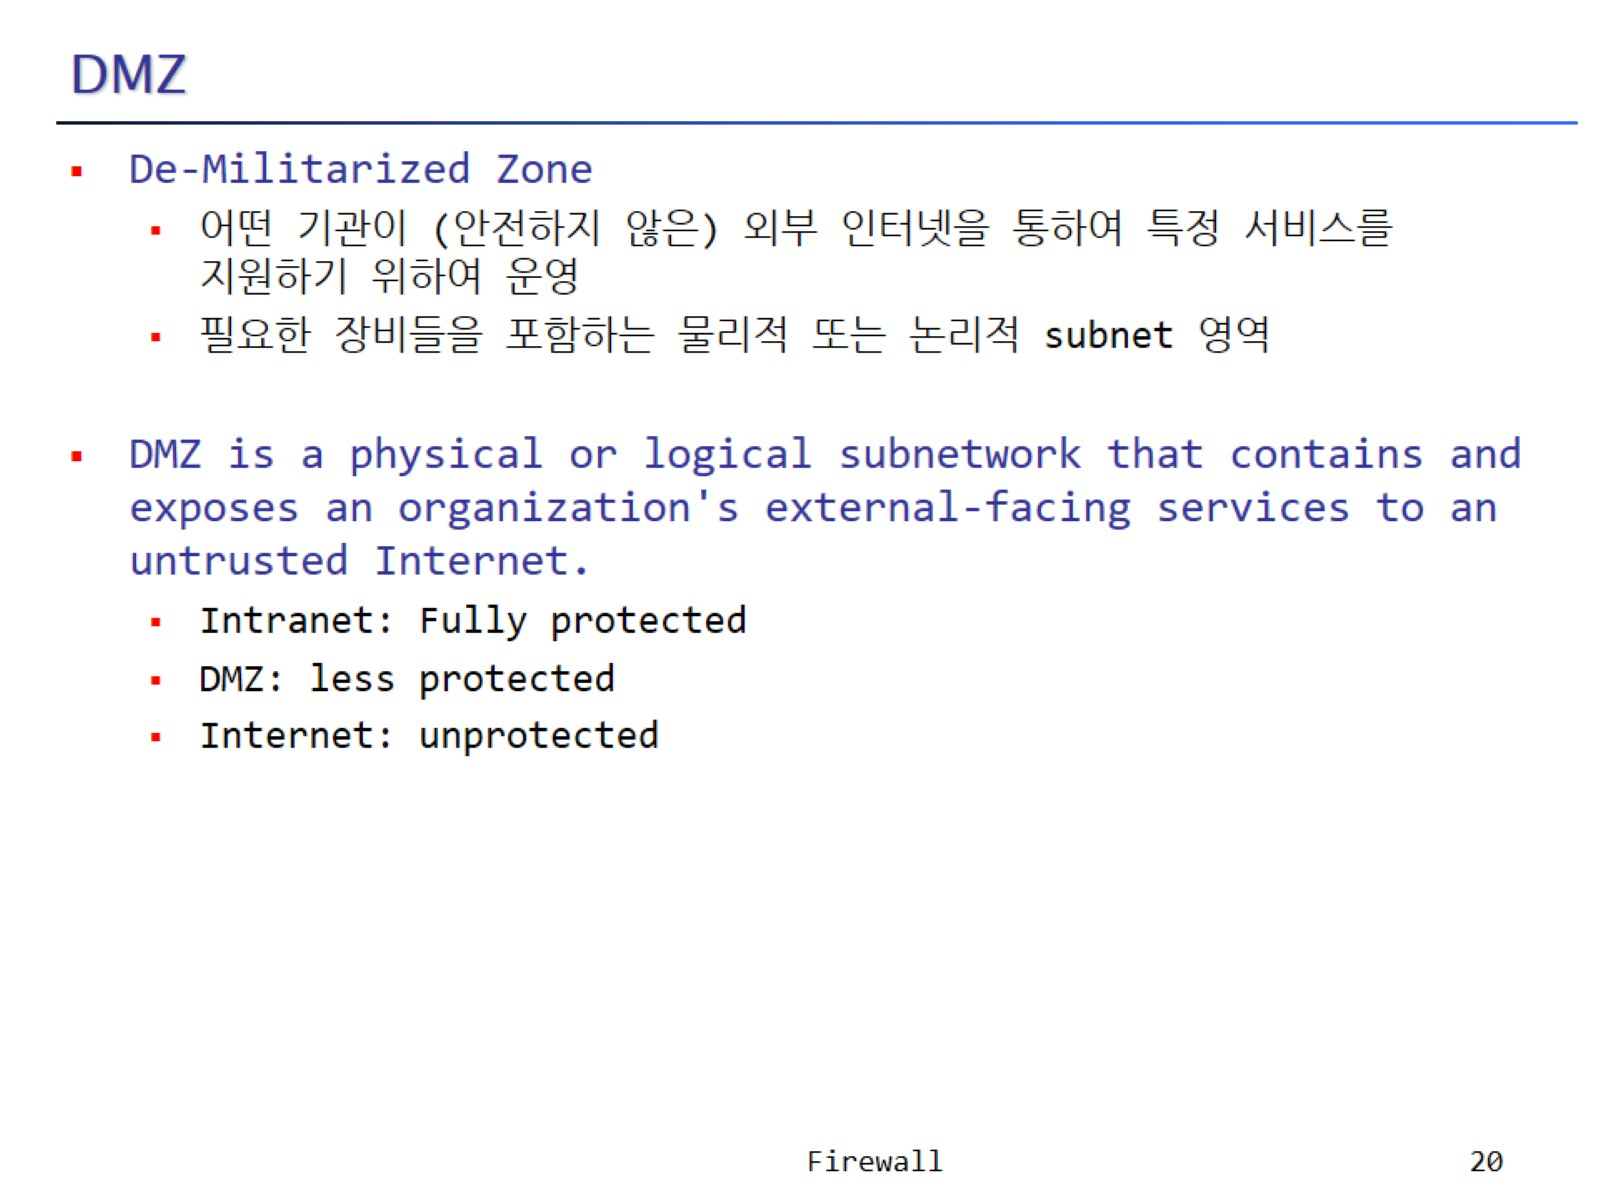 DMZ
De-Militarized Zone
어떤 기관이 (안전하지 않은) 외부 인터넷을 통하여 특정 서비스를
지원하기 위하여 운영
필요한 장비들을 포함하는 물리적 또는 논리적 subnet 영역
DMZ is a physical or logical subnetwork that contains and
exposes an organization's external-facing services to an
untrusted Internet.
Intranet: Fully protected
DMZ: less protected
Internet: unprotected
Firewall
20